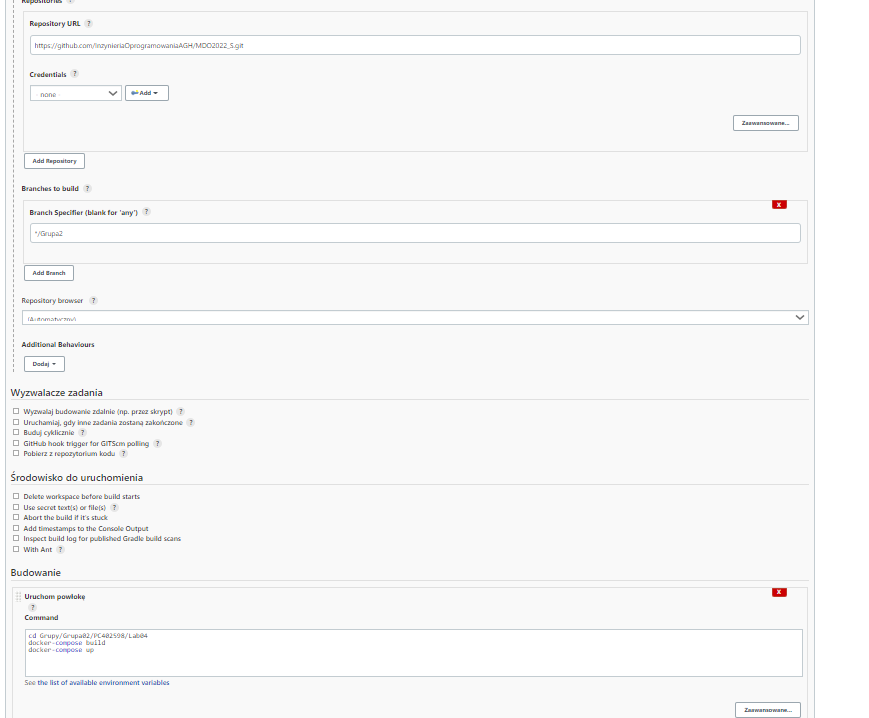 Repositories ?
Repository URL ?
https://github.com/InzynieriaOprogramowaniaAGH/MDO2022_S.git
Credentials ?
- none -
Add
Zaawansowane...
Add Repository
Branches to build ?
X
Branch Specifier (blank for 'any') ?
*/Grupa2
Add Branch
Repository browser ?
(Automatyczny)
Additional Behaviours
Dodaj
Wyzwalacze zadania
Wyzwalaj budowanie zdalnie (np. przez skrypt) ?
Uruchamiaj, gdy inne zadania zostaną zakończone ?
Buduj cyklicznie ?
GitHub hook trigger for GITScm polling ?
Pobierz z repozytorium kodu ?
Środowisko do uruchomienia
Delete workspace before build starts
Use secret text(s) or file(s) ?
Abort the build if it's stuck
Add timestamps to the Console Output
Inspect build log for published Gradle build scans
With Ant ?
Budowanie
X
Uruchom powłokę
?
Command
cd Grupy/Grupa02/PC402598/Lab04
docker-compose build
docker-compose up
See the list of available environment variables
Zaawansowane...